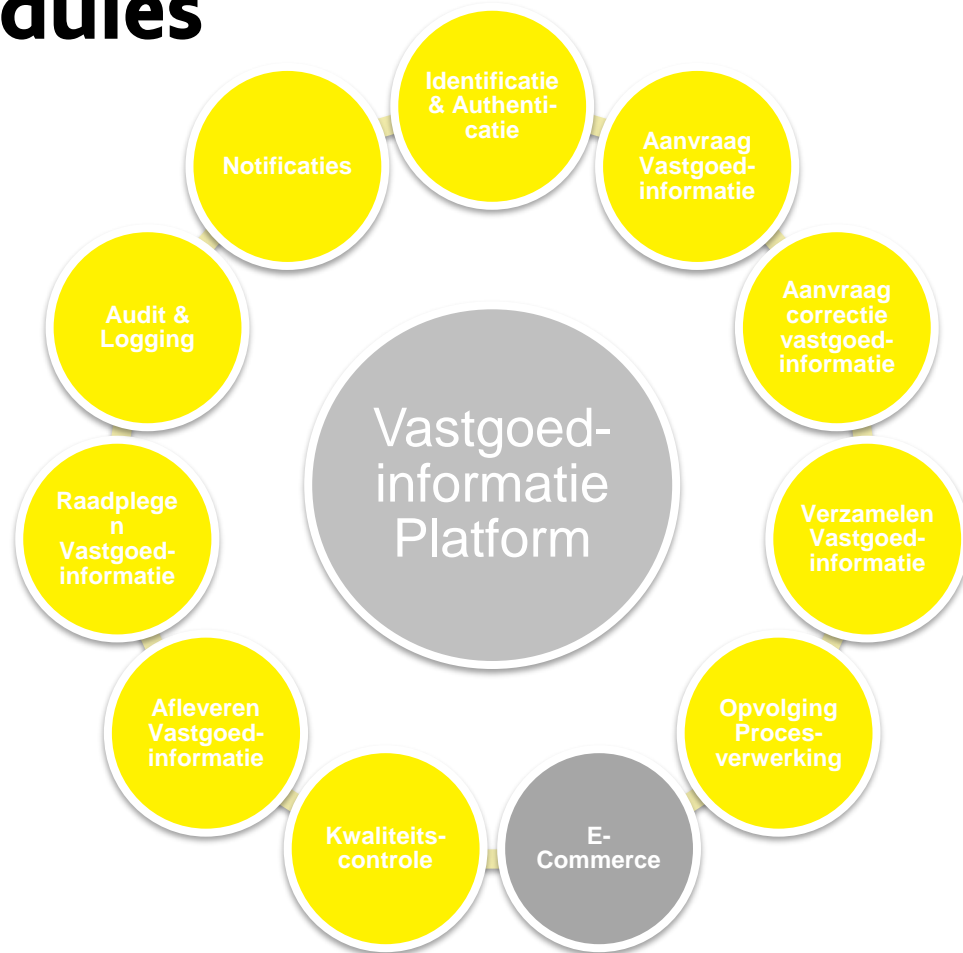 dules
Identificatie
& Authenti-
catie
Aanvraag
Vastgoed-
informatie
Aanvraag
correctie
vastgoed-
informatie
Verzamelen
Vastgoed-
informatie
Opvolging
Proces-
verwerking
E-
Commerce
Kwaliteits-
controle
Afleveren
Vastgoed-
informatie
Raadplege
n
Vastgoed-
informatie
Audit &
Logging
Notificaties
Vastgoed-
informatie
Platform